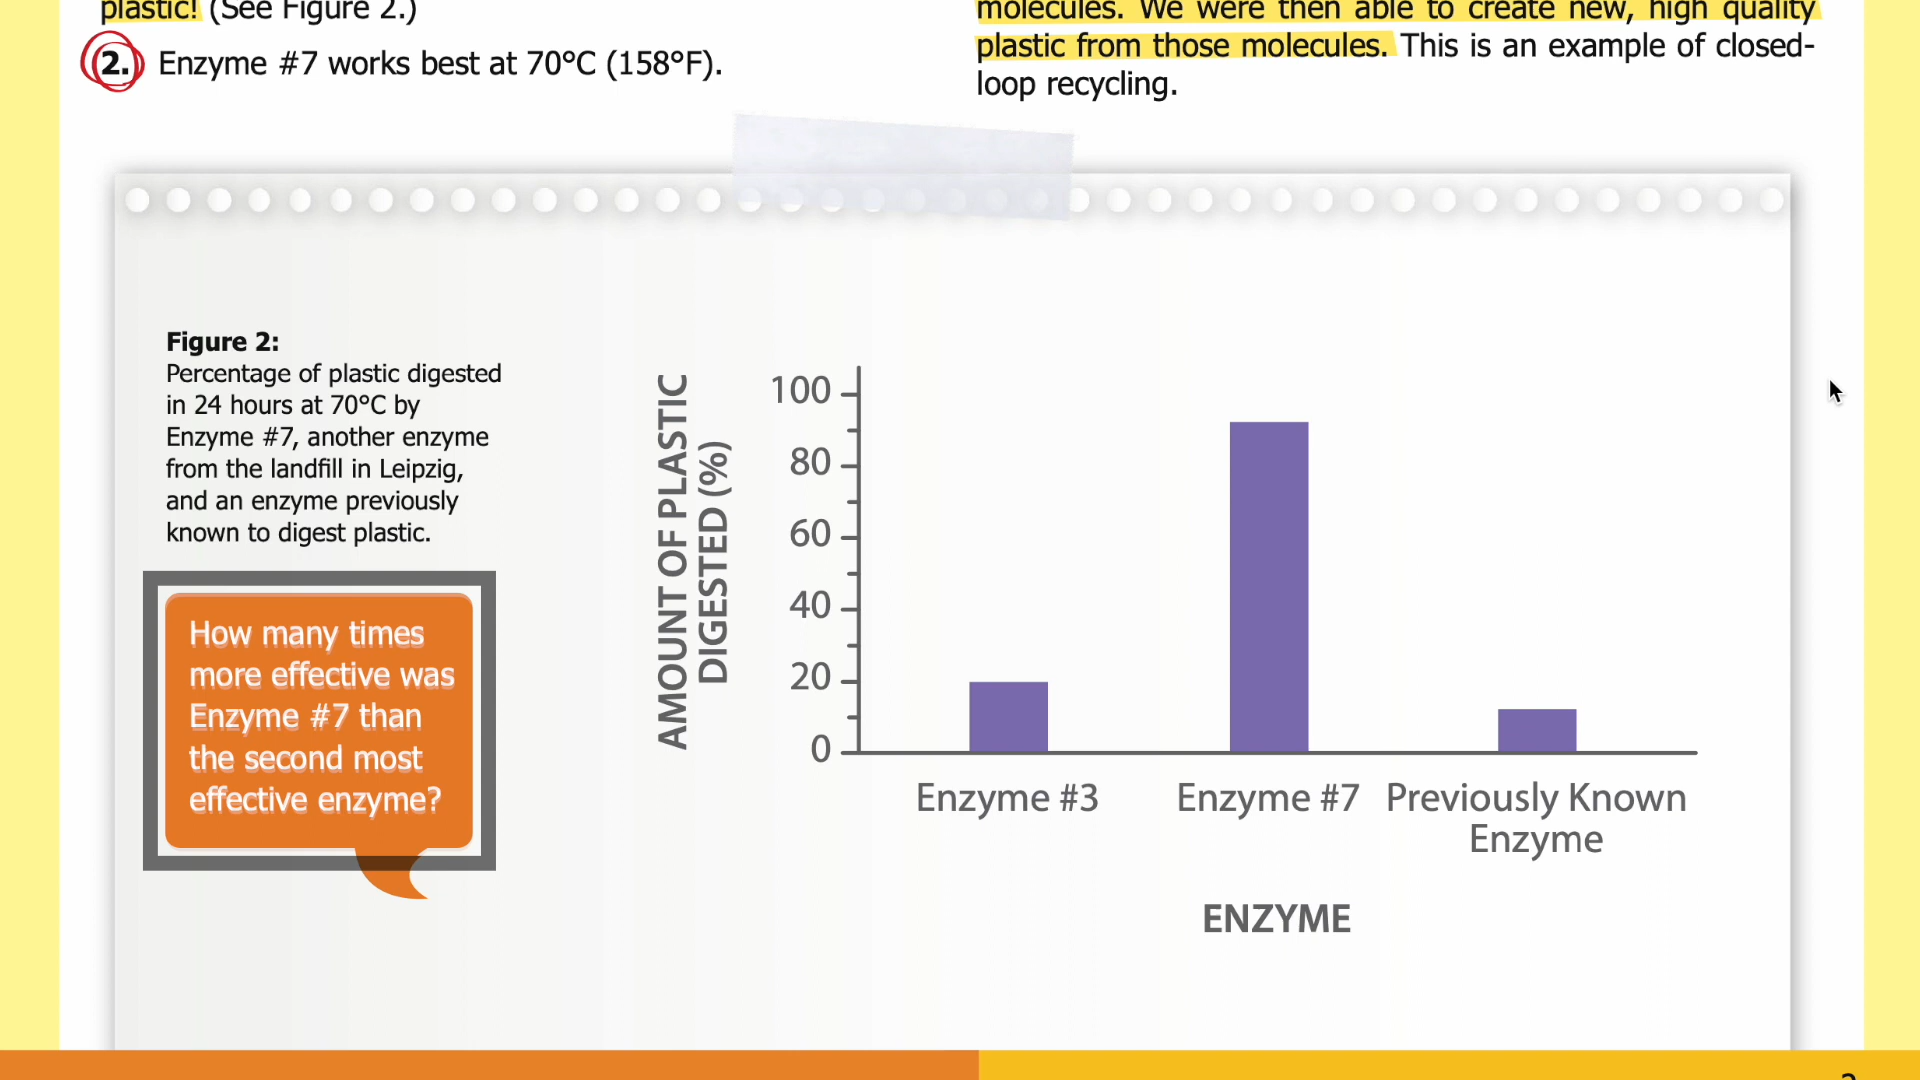 plastic! (See Figure 2.)
2. Enzyme #7 works best at 70°C (158°F).
molecules. We were then able to create new, high quality
plastic from those molecules. This is an example of closed-
loop recycling.
Figure 2:
Percentage of plastic digested
in 24 hours at 70°C by
Enzyme #7, another enzyme
from the landfill in Leipzig,
and an enzyme previously
known to digest plastic.
How many times
more effective was
Enzyme #7 than
the second most
effective enzyme?
AMOUNT OF PLASTIC
DIGESTED (%)
100
80
60
40
20
0
Enzyme #3
Enzyme #7
Previously Known
Enzyme
ENZYME